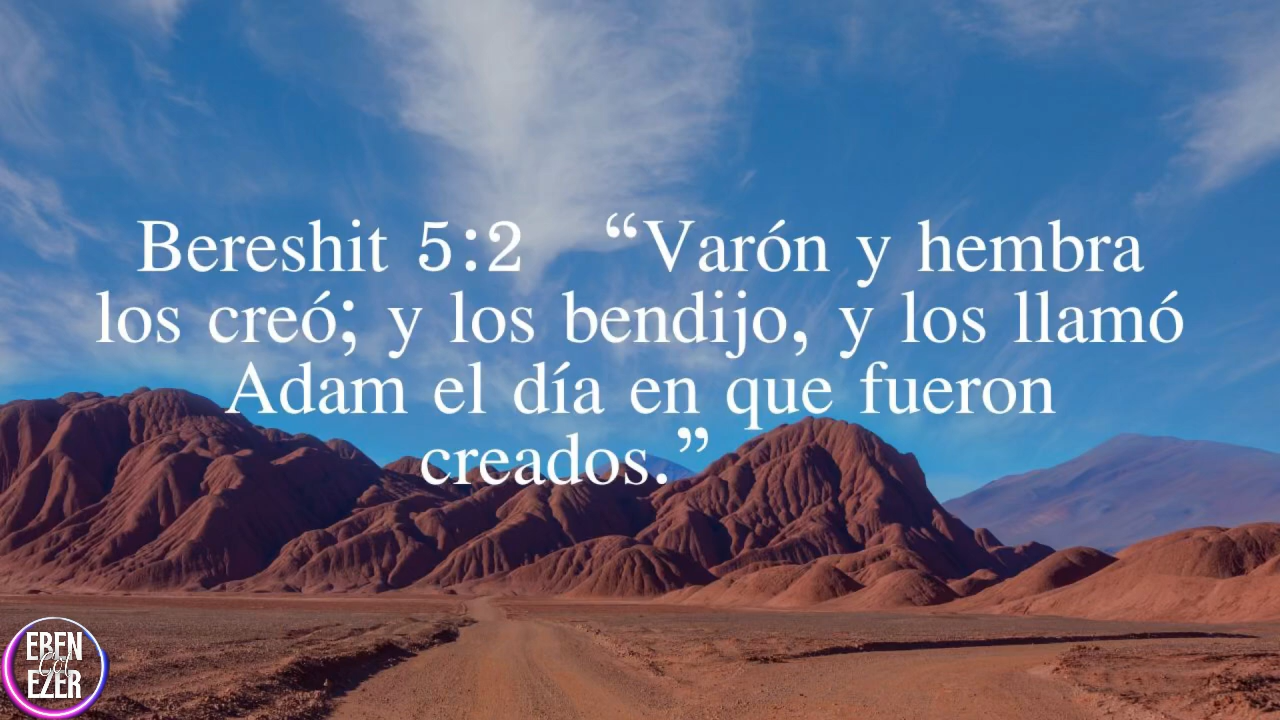 Bereshit 5:2 “Varón y hembra
los creó; y los bendijo, y los llamó
Adam el día en que fueron
creados.”
EBEN
EZER